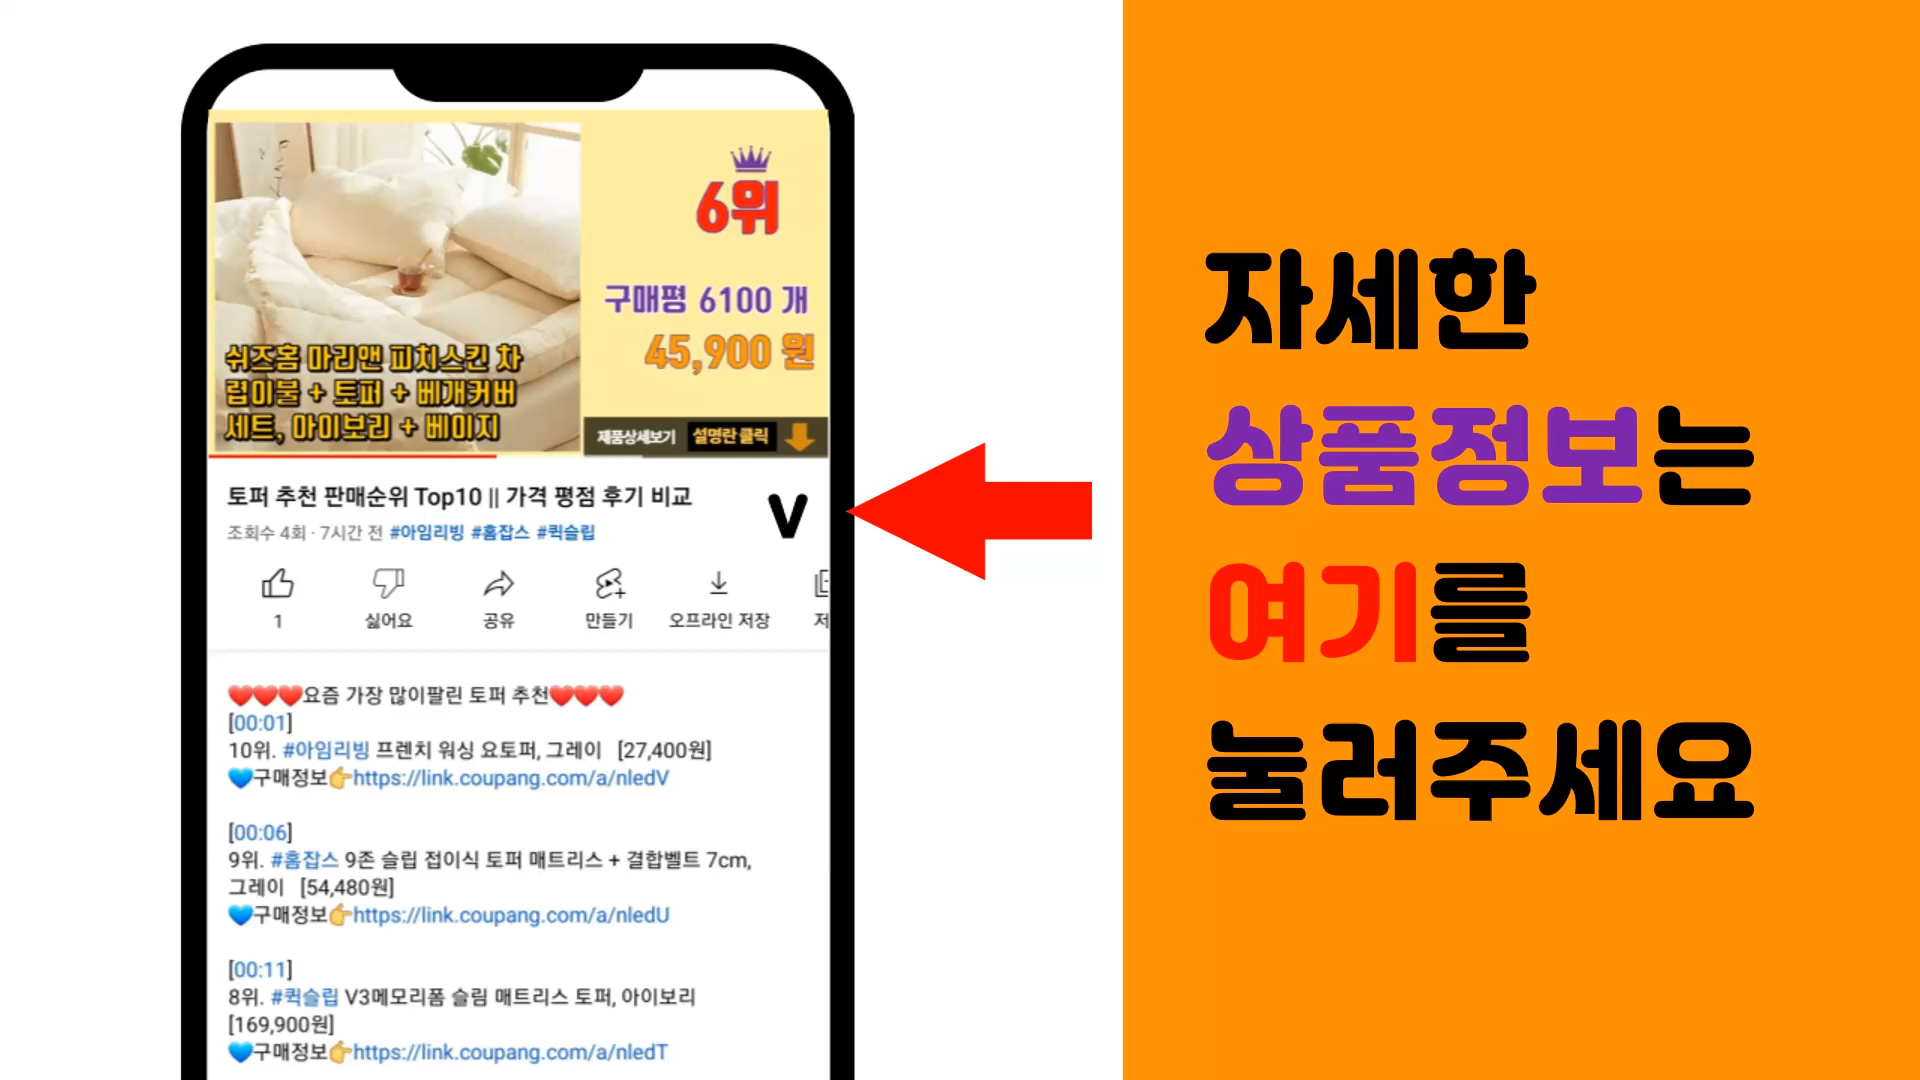 6위
구매평 6100 개
45,900 원
쉬즈홈 마리앤 피치스킨 차
렵이불 + 토퍼 + 베개커버
세트, 아이보리 + 베이지
제품상세보기 설명란 클릭
토퍼 추천 판매순위 Top10 || 가격 평점 후기 비교
V
조회수 4회 · 7시간 전 #아임리빙 #홈잡스 #퀵슬립
1 싫어요 공유 만들기 오프라인 저장 저
❤️❤️❤️요즘 가장 많이팔린 토퍼 추천❤️❤️❤️
[00:01]
10위. #아임리빙 프렌치 워싱 요토퍼, 그레이 [27,400원]
💙구매정보👉https://link.coupang.com/a/nledV
[00:06]
9위. #홈잡스 9존 슬립 접이식 토퍼 매트리스 + 결합벨트 7cm,
그레이 [54,480원]
💙구매정보👉https://link.coupang.com/a/nledU
[00:11]
8위. #퀵슬립 V3메모리폼 슬림 매트리스 토퍼, 아이보리
[169,900원]
💙구매정보👉https://link.coupang.com/a/nledT
자세한
상품정보는
여기를
눌러주세요